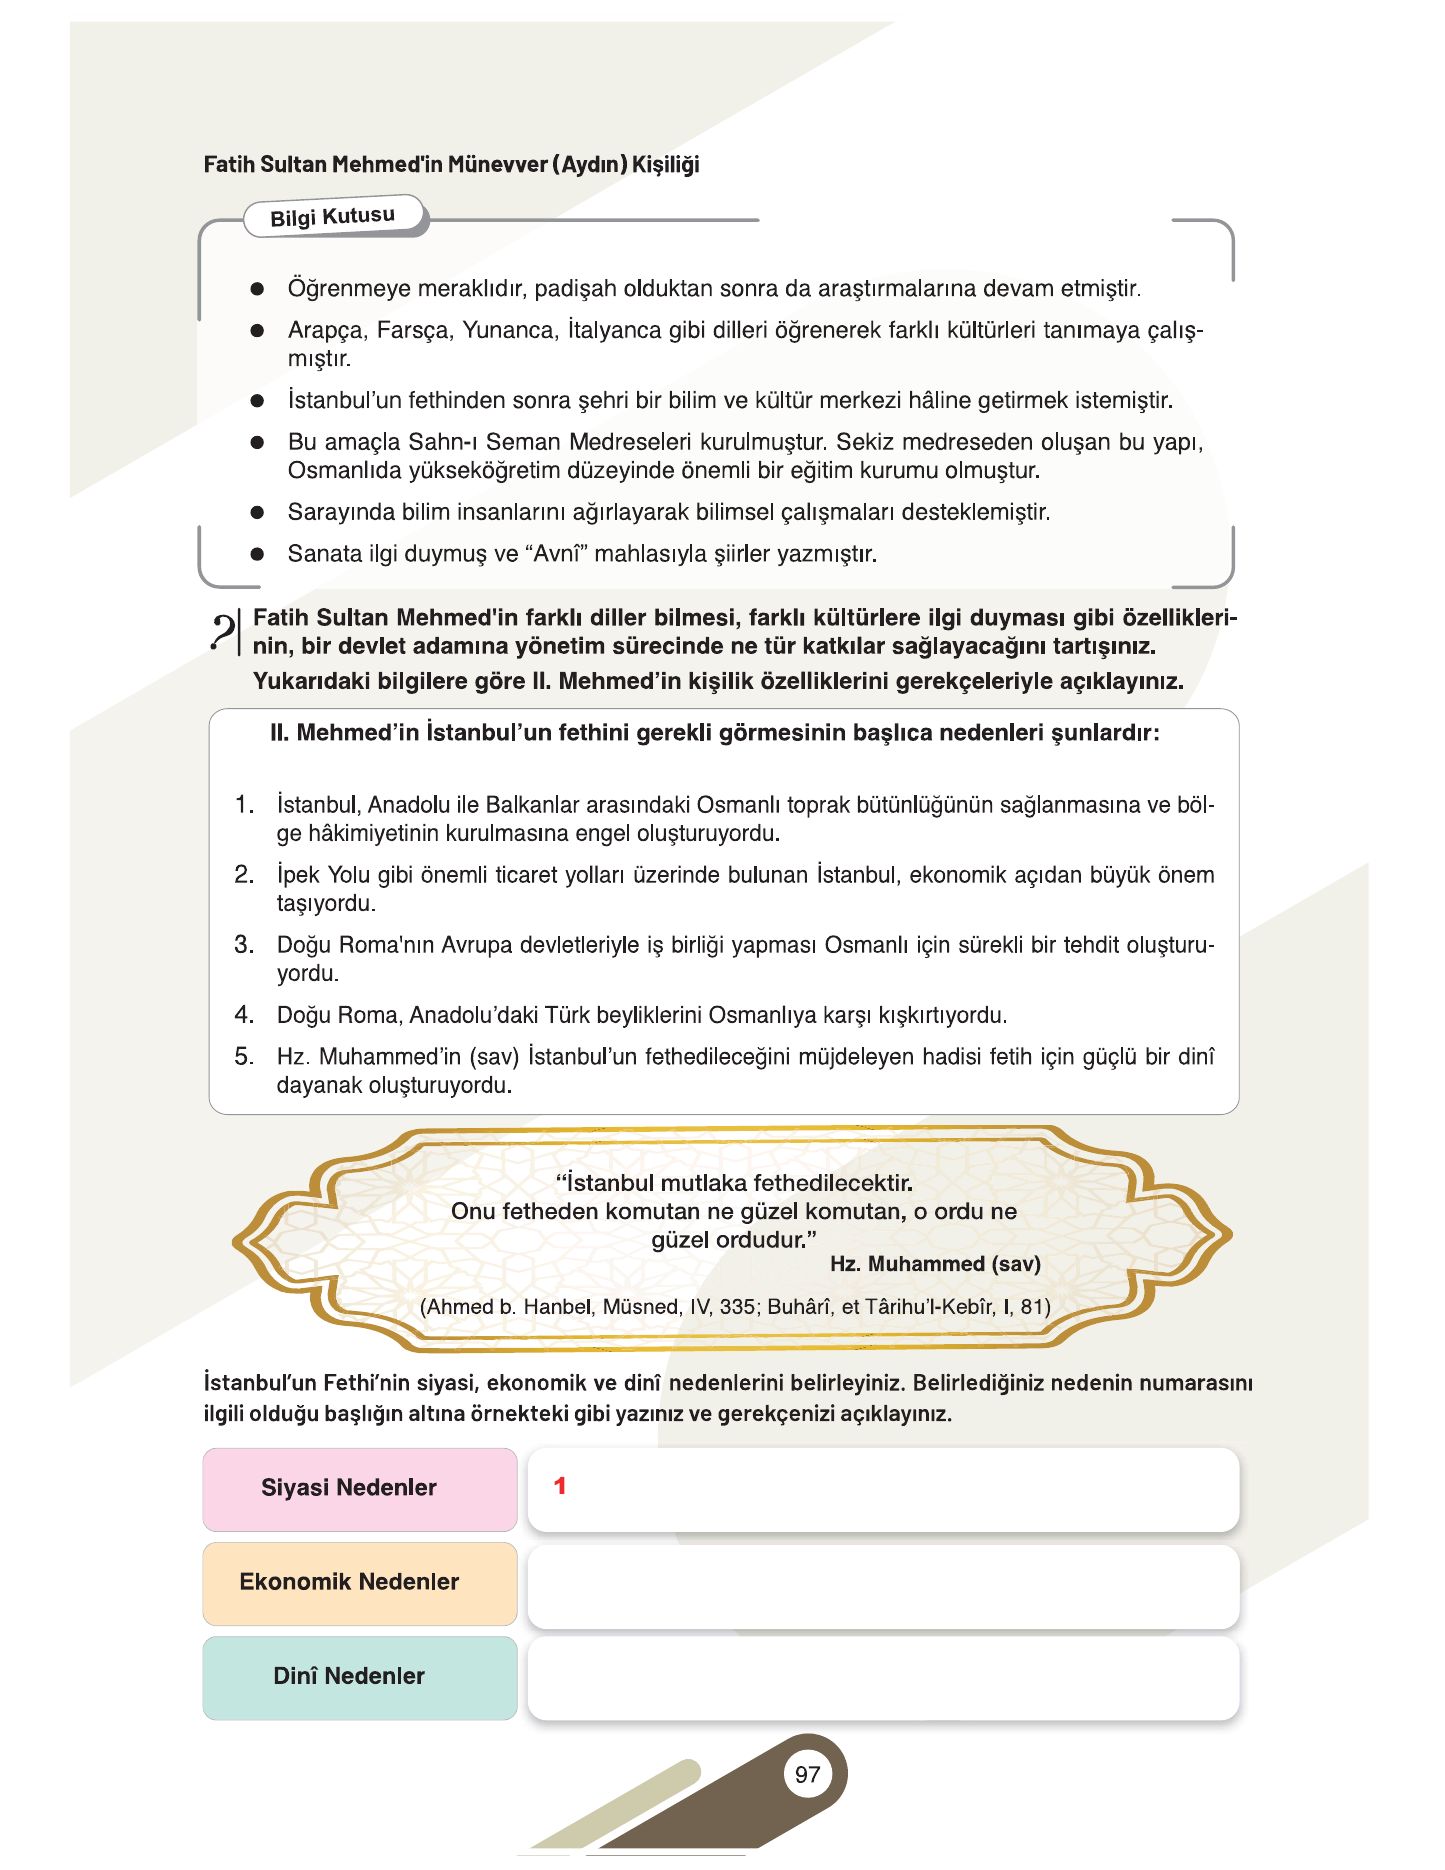 Fatih Sultan Mehmed'in Münevver (Aydın) Kişiliği
Bilgi Kutusu
● Öğrenmeye meraklıdır, padişah olduktan sonra da araştırmalarına devam etmiştir.
● Arapça, Farsça, Yunanca, İtalyanca gibi dilleri öğrenerek farklı kültürleri tanımaya çalış-
mıştır.
● İstanbul’un fethinden sonra şehri bir bilim ve kültür merkezi hâline getirmek istemiştir.
● Bu amaçla Sahn-ı Seman Medreseleri kurulmuştur. Sekiz medreseden oluşan bu yapı,
Osmanlıda yükseköğretim düzeyinde önemli bir eğitim kurumu olmuştur.
● Sarayında bilim insanlarını ağırlayarak bilimsel çalışmaları desteklemiştir.
● Sanata ilgi duymuş ve “Avnî” mahlasıyla şiirler yazmıştır.
? Fatih Sultan Mehmed'in farklı diller bilmesi, farklı kültürlere ilgi duyması gibi özellikleri-
nin, bir devlet adamına yönetim sürecinde ne tür katkılar sağlayacağını tartışınız.
Yukarıdaki bilgilere göre II. Mehmed’in kişilik özelliklerini gerekçeleriyle açıklayınız.
II. Mehmed’in İstanbul’un fethini gerekli görmesinin başlıca nedenleri şunlardır:
1. İstanbul, Anadolu ile Balkanlar arasındaki Osmanlı toprak bütünlüğünün sağlanmasına ve böl-
ge hâkimiyetinin kurulmasına engel oluşturuyordu.
2. İpek Yolu gibi önemli ticaret yolları üzerinde bulunan İstanbul, ekonomik açıdan büyük önem
taşıyordu.
3. Doğu Roma'nın Avrupa devletleriyle iş birliği yapması Osmanlı için sürekli bir tehdit oluşturu-
yordu.
4. Doğu Roma, Anadolu’daki Türk beyliklerini Osmanlıya karşı kışkırtıyordu.
5. Hz. Muhammed’in (sav) İstanbul’un fethedileceğini müjdeleyen hadisi fetih için güçlü bir dinî
dayanak oluşturuyordu.
“İstanbul mutlaka fethedilecektir.
Onu fetheden komutan ne güzel komutan, o ordu ne
güzel ordudur.”
Hz. Muhammed (sav)
(Ahmed b. Hanbel, Müsned, IV, 335; Buhârî, et Târihu’l-Kebîr, I, 81)
İstanbul’un Fethi’nin siyasi, ekonomik ve dinî nedenlerini belirleyiniz. Belirlediğiniz nedenin numarasını
ilgili olduğu başlığın altına örnekteki gibi yazınız ve gerekçenizi açıklayınız.
Siyasi Nedenler
1
Ekonomik Nedenler
Dinî Nedenler
97